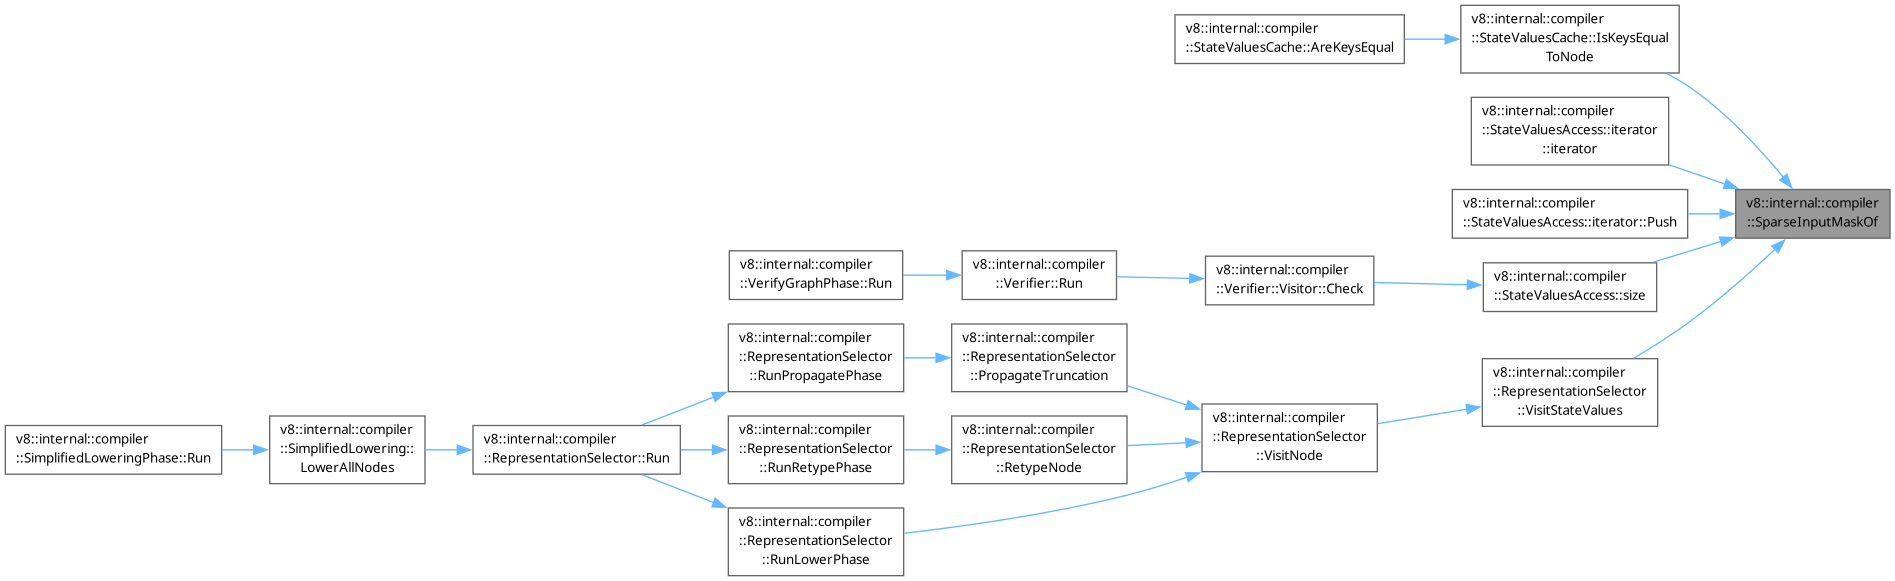 v8::internal::compiler
::StateValuesCache::AreKeysEqual
v8::internal::compiler
::StateValuesCache::IsKeysEqual
ToNode
v8::internal::compiler
::StateValuesAccess::iterator
::iterator
v8::internal::compiler
::StateValuesAccess::iterator::Push
v8::internal::compiler
::SparseInputMaskOf
v8::internal::compiler
::VerifyGraphPhase::Run
v8::internal::compiler
::Verifier::Run
v8::internal::compiler
::Verifier::Visitor::Check
v8::internal::compiler
::StateValuesAccess::size
v8::internal::compiler
::RepresentationSelector
::RunPropagatePhase
v8::internal::compiler
::RepresentationSelector
::PropagateTruncation
v8::internal::compiler
::RepresentationSelector
::VisitStateValues
v8::internal::compiler
::SimplifiedLoweringPhase::Run
v8::internal::compiler
::SimplifiedLowering::
LowerAllNodes
v8::internal::compiler
::RepresentationSelector::Run
v8::internal::compiler
::RepresentationSelector
::RunRetypePhase
v8::internal::compiler
::RepresentationSelector
::RetypeNode
v8::internal::compiler
::RepresentationSelector
::VisitNode
v8::internal::compiler
::RepresentationSelector
::RunLowerPhase